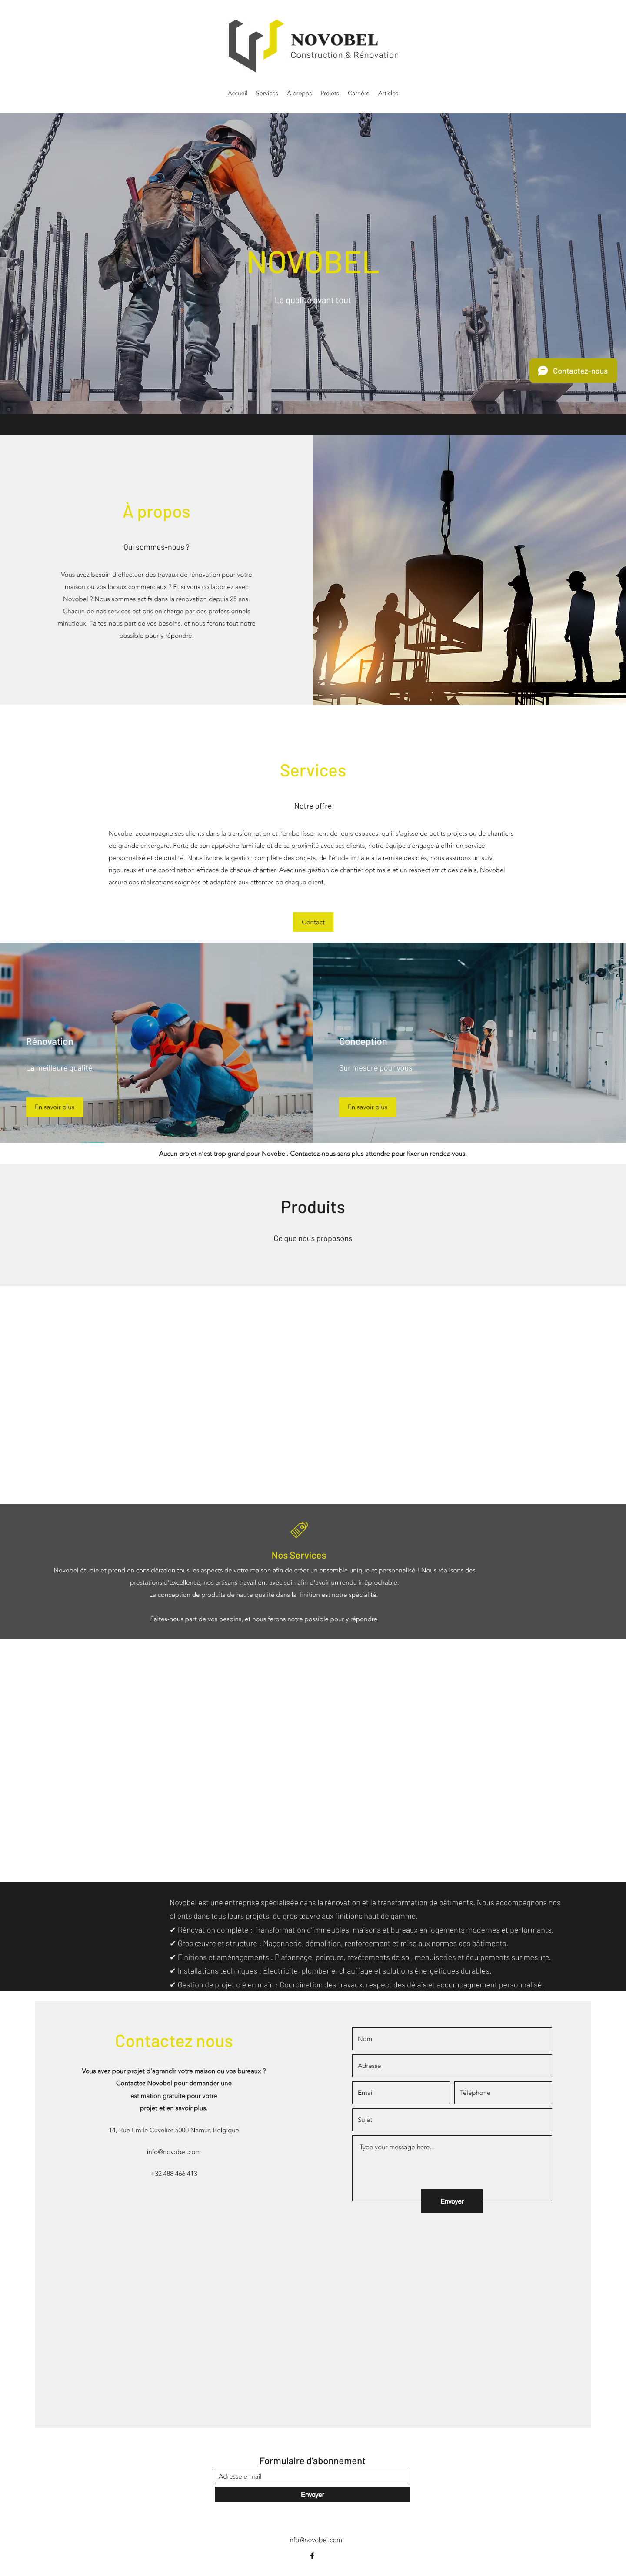 NOVOBEL
Construction & Rénovation
Accueil Services À propos Projets Carrière Articles
NOVOBEL
La qualité avant tout
Contactez-nous
À propos
Qui sommes-nous ?
Vous avez besoin d'effectuer des travaux de rénovation pour votre
maison ou vos locaux commerciaux ? Et si vous collaboriez avec
Novobel ? Nous sommes actifs dans la rénovation depuis 25 ans.
Chacun de nos services est pris en charge par des professionnels
minutieux. Faites-nous part de vos besoins, et nous ferons tout notre
possible pour y répondre.
Services
Notre offre
Novobel accompagne ses clients dans la transformation et l'embellissement de leurs espaces, qu'il s'agisse de petits projets ou de chantiers
de grande envergure. Forte de son approche familiale et de sa proximité avec ses clients, notre équipe s'engage à offrir un service
personnalisé et de qualité. Nous livrons la gestion complète des projets, de l'étude initiale à la remise des clés, nous assurons un suivi
rigoureux et une coordination efficace de chaque chantier. Avec une gestion de chantier optimale et un respect strict des délais, Novobel
assure des réalisations soignées et adaptées aux attentes de chaque client.
Contact
Rénovation
La meilleure qualité
En savoir plus
Conception
Sur mesure pour vous
En savoir plus
Aucun projet n'est trop grand pour Novobel. Contactez-nous sans plus attendre pour fixer un rendez-vous.
Produits
Ce que nous proposons
Nos Services
Novobel étudie et prend en considération tous les aspects de votre maison afin de créer un ensemble unique et personnalisé ! Nous réalisons des
prestations d'excellence, nos artisans travaillent avec soin afin d'avoir un rendu irréprochable.
La conception de produits de haute qualité dans la finition est notre spécialité.
Faites-nous part de vos besoins, et nous ferons notre possible pour y répondre.
Novobel est une entreprise spécialisée dans la rénovation et la transformation de bâtiments. Nous accompagnons nos
clients dans tous leurs projets, du gros œuvre aux finitions haut de gamme.
✔ Rénovation complète : Transformation d'immeubles, maisons et bureaux en logements modernes et performants.
✔ Gros œuvre et structure : Maçonnerie, démolition, renforcement et mise aux normes des bâtiments.
✔ Finitions et aménagements : Plafonnage, peinture, revêtements de sol, menuiseries et équipements sur mesure.
✔ Installations techniques : Électricité, plomberie, chauffage et solutions énergétiques durables.
✔ Gestion de projet clé en main : Coordination des travaux, respect des délais et accompagnement personnalisé.
Contactez nous
Vous avez pour projet d'agrandir votre maison ou vos bureaux ?
Contactez Novobel pour demander une
estimation gratuite pour votre
projet et en savoir plus.
14, Rue Emile Cuvelier 5000 Namur, Belgique
info@novobel.com
+32 488 466 413
Nom
Adresse
Email
Téléphone
Sujet
Type your message here...
Envoyer
Formulaire d'abonnement
Adresse e-mail
Envoyer
info@novobel.com